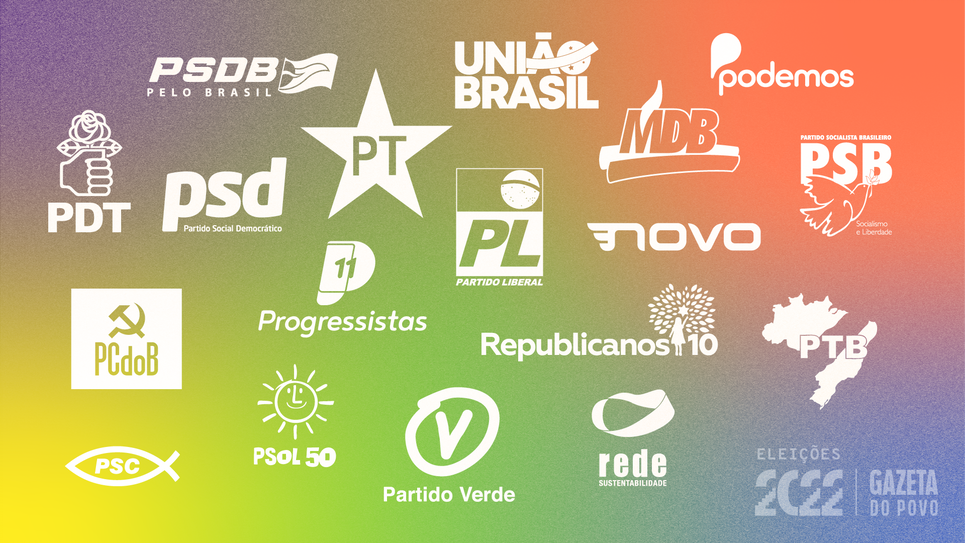 PSDB
PELO BRASIL
UNIÃO
BRASIL
podemos
PT
MDB
PDT
psd
Partido Social Democrático
PL
PARTIDO LIBERAL
PARTIDO SOCIALISTA BRASILEIRO
PSB
Socialismo
e Liberdade
novo
11
Progressistas
PCdoB
Republicanos 10
PTB
PSC
PSOL 50
V
Partido Verde
rede
SUSTENTABILIDADE
ELEIÇÕES
2022
GAZETA
DO POVO